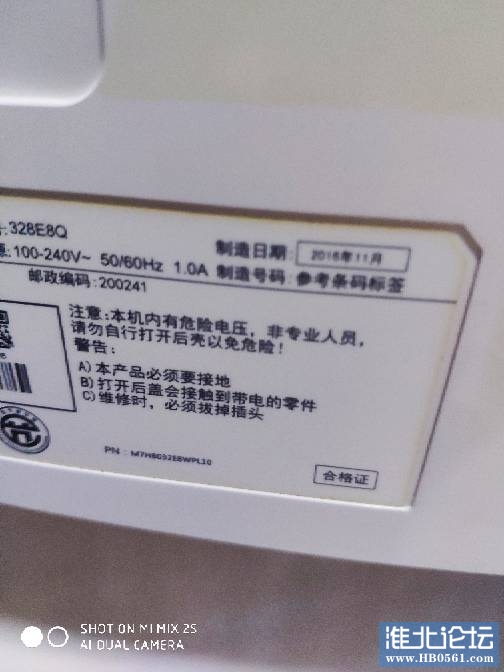 号:328E8Q
源:100-240V~ 50/60Hz 1.0A
制造日期: 2016年11月
制造号码:参考条码标签
邮政编码:200241
注意:本机内有危险电压，非专业人员，
请勿自行打开后壳以免危险！
警告:
A)本产品必须要接地
B)打开后盖会接触到带电的零件
C)维修时，必须拔掉插头
合格证
SHOT ON MI MIX 2S
AI DUAL CAMERA
淮北论坛
www.HB0561.com